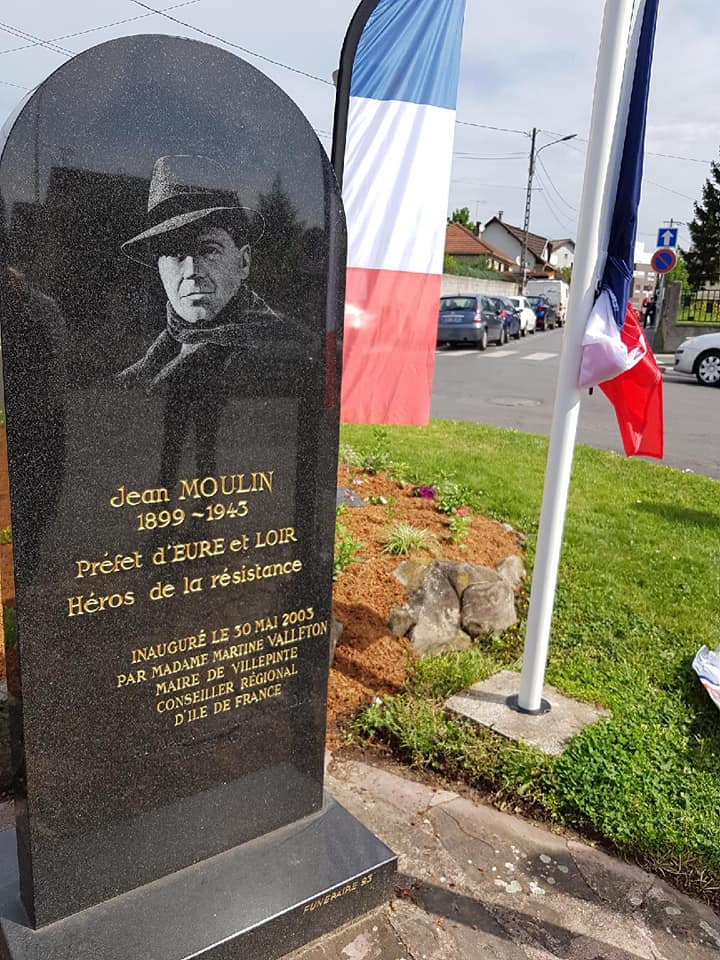 Jean MOULIN
1899 ~ 1943
Préfet d'EURE et LOIR
Héros de la résistance
INAUGURÉ LE 30 MAI 2003
PAR MADAME MARTINE VALLETON
MAIRE DE VILLEPINTE
CONSEILLER RÉGIONAL
D'ILE DE FRANCE
FUNERAIRE 93